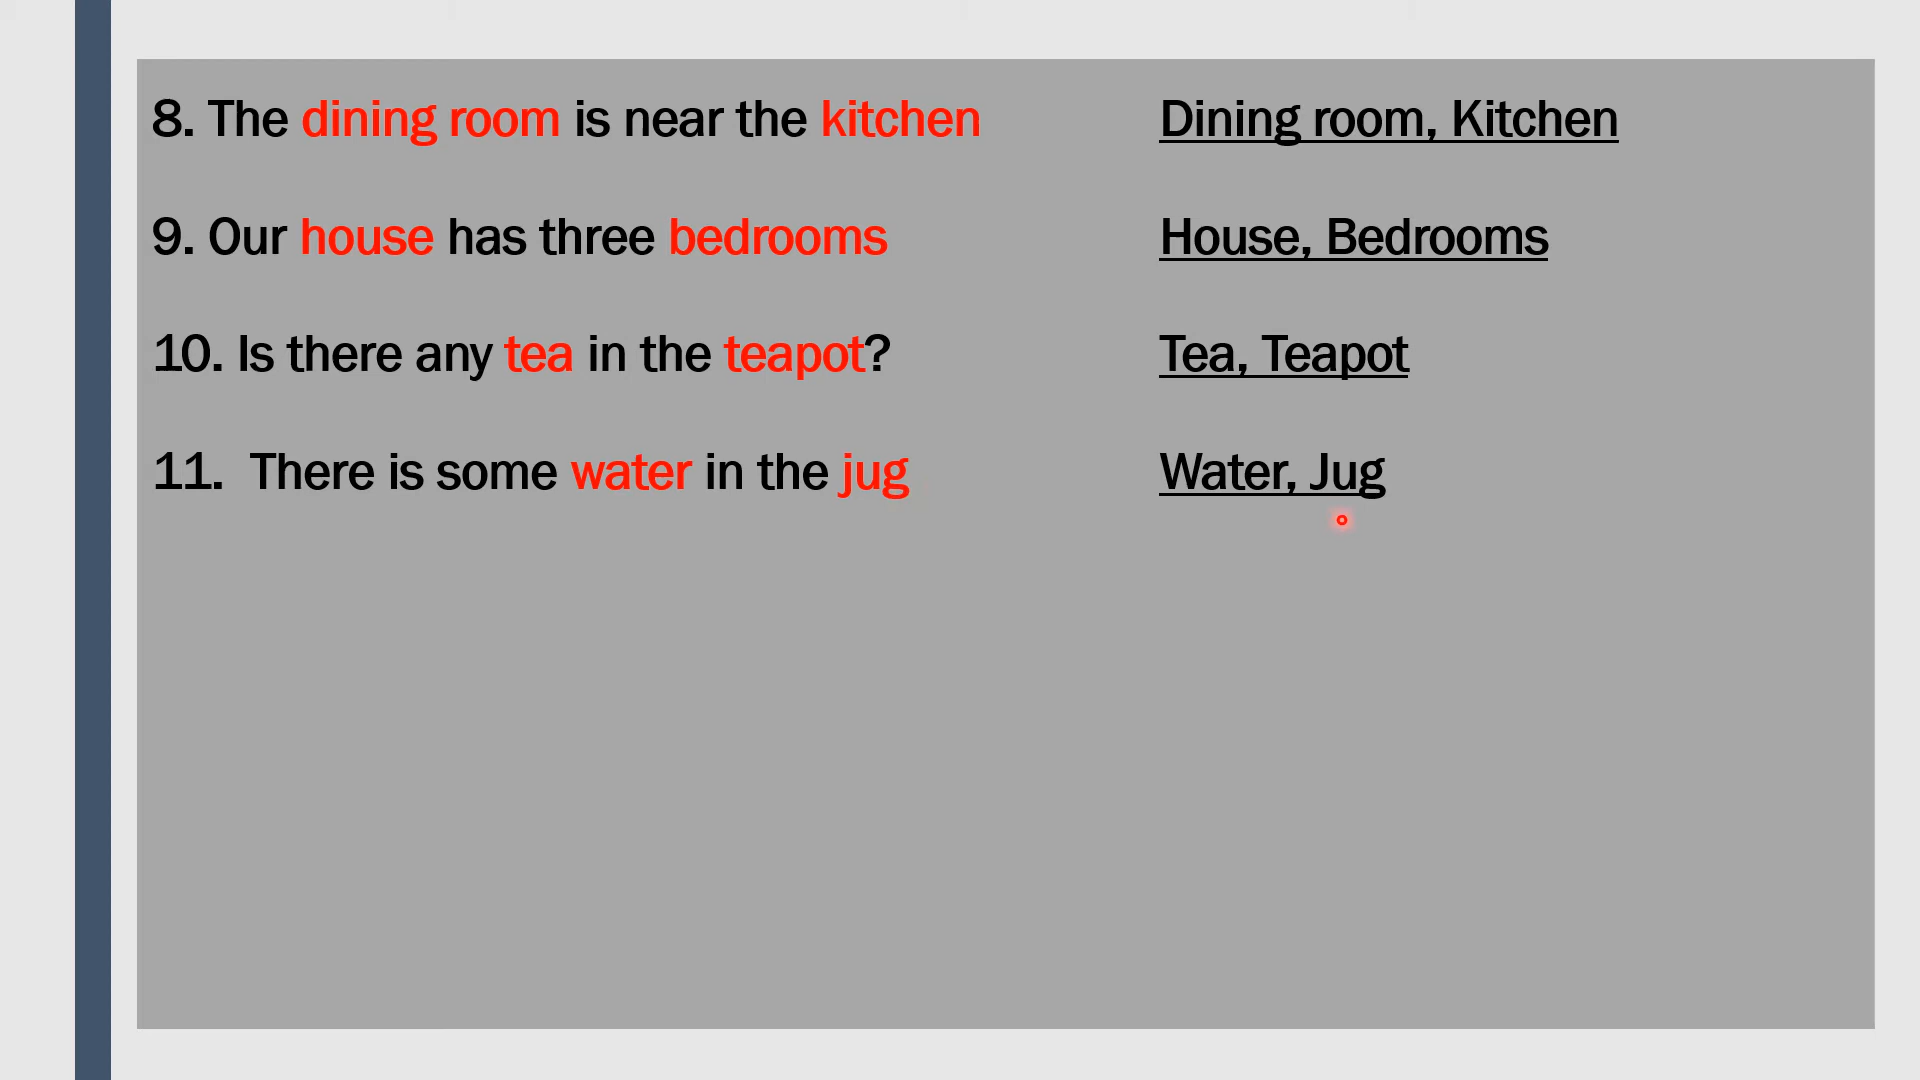 8. The dining room is near the kitchen Dining room, Kitchen
9. Our house has three bedrooms House, Bedrooms
10. Is there any tea in the teapot? Tea, Teapot
11. There is some water in the jug Water, Jug